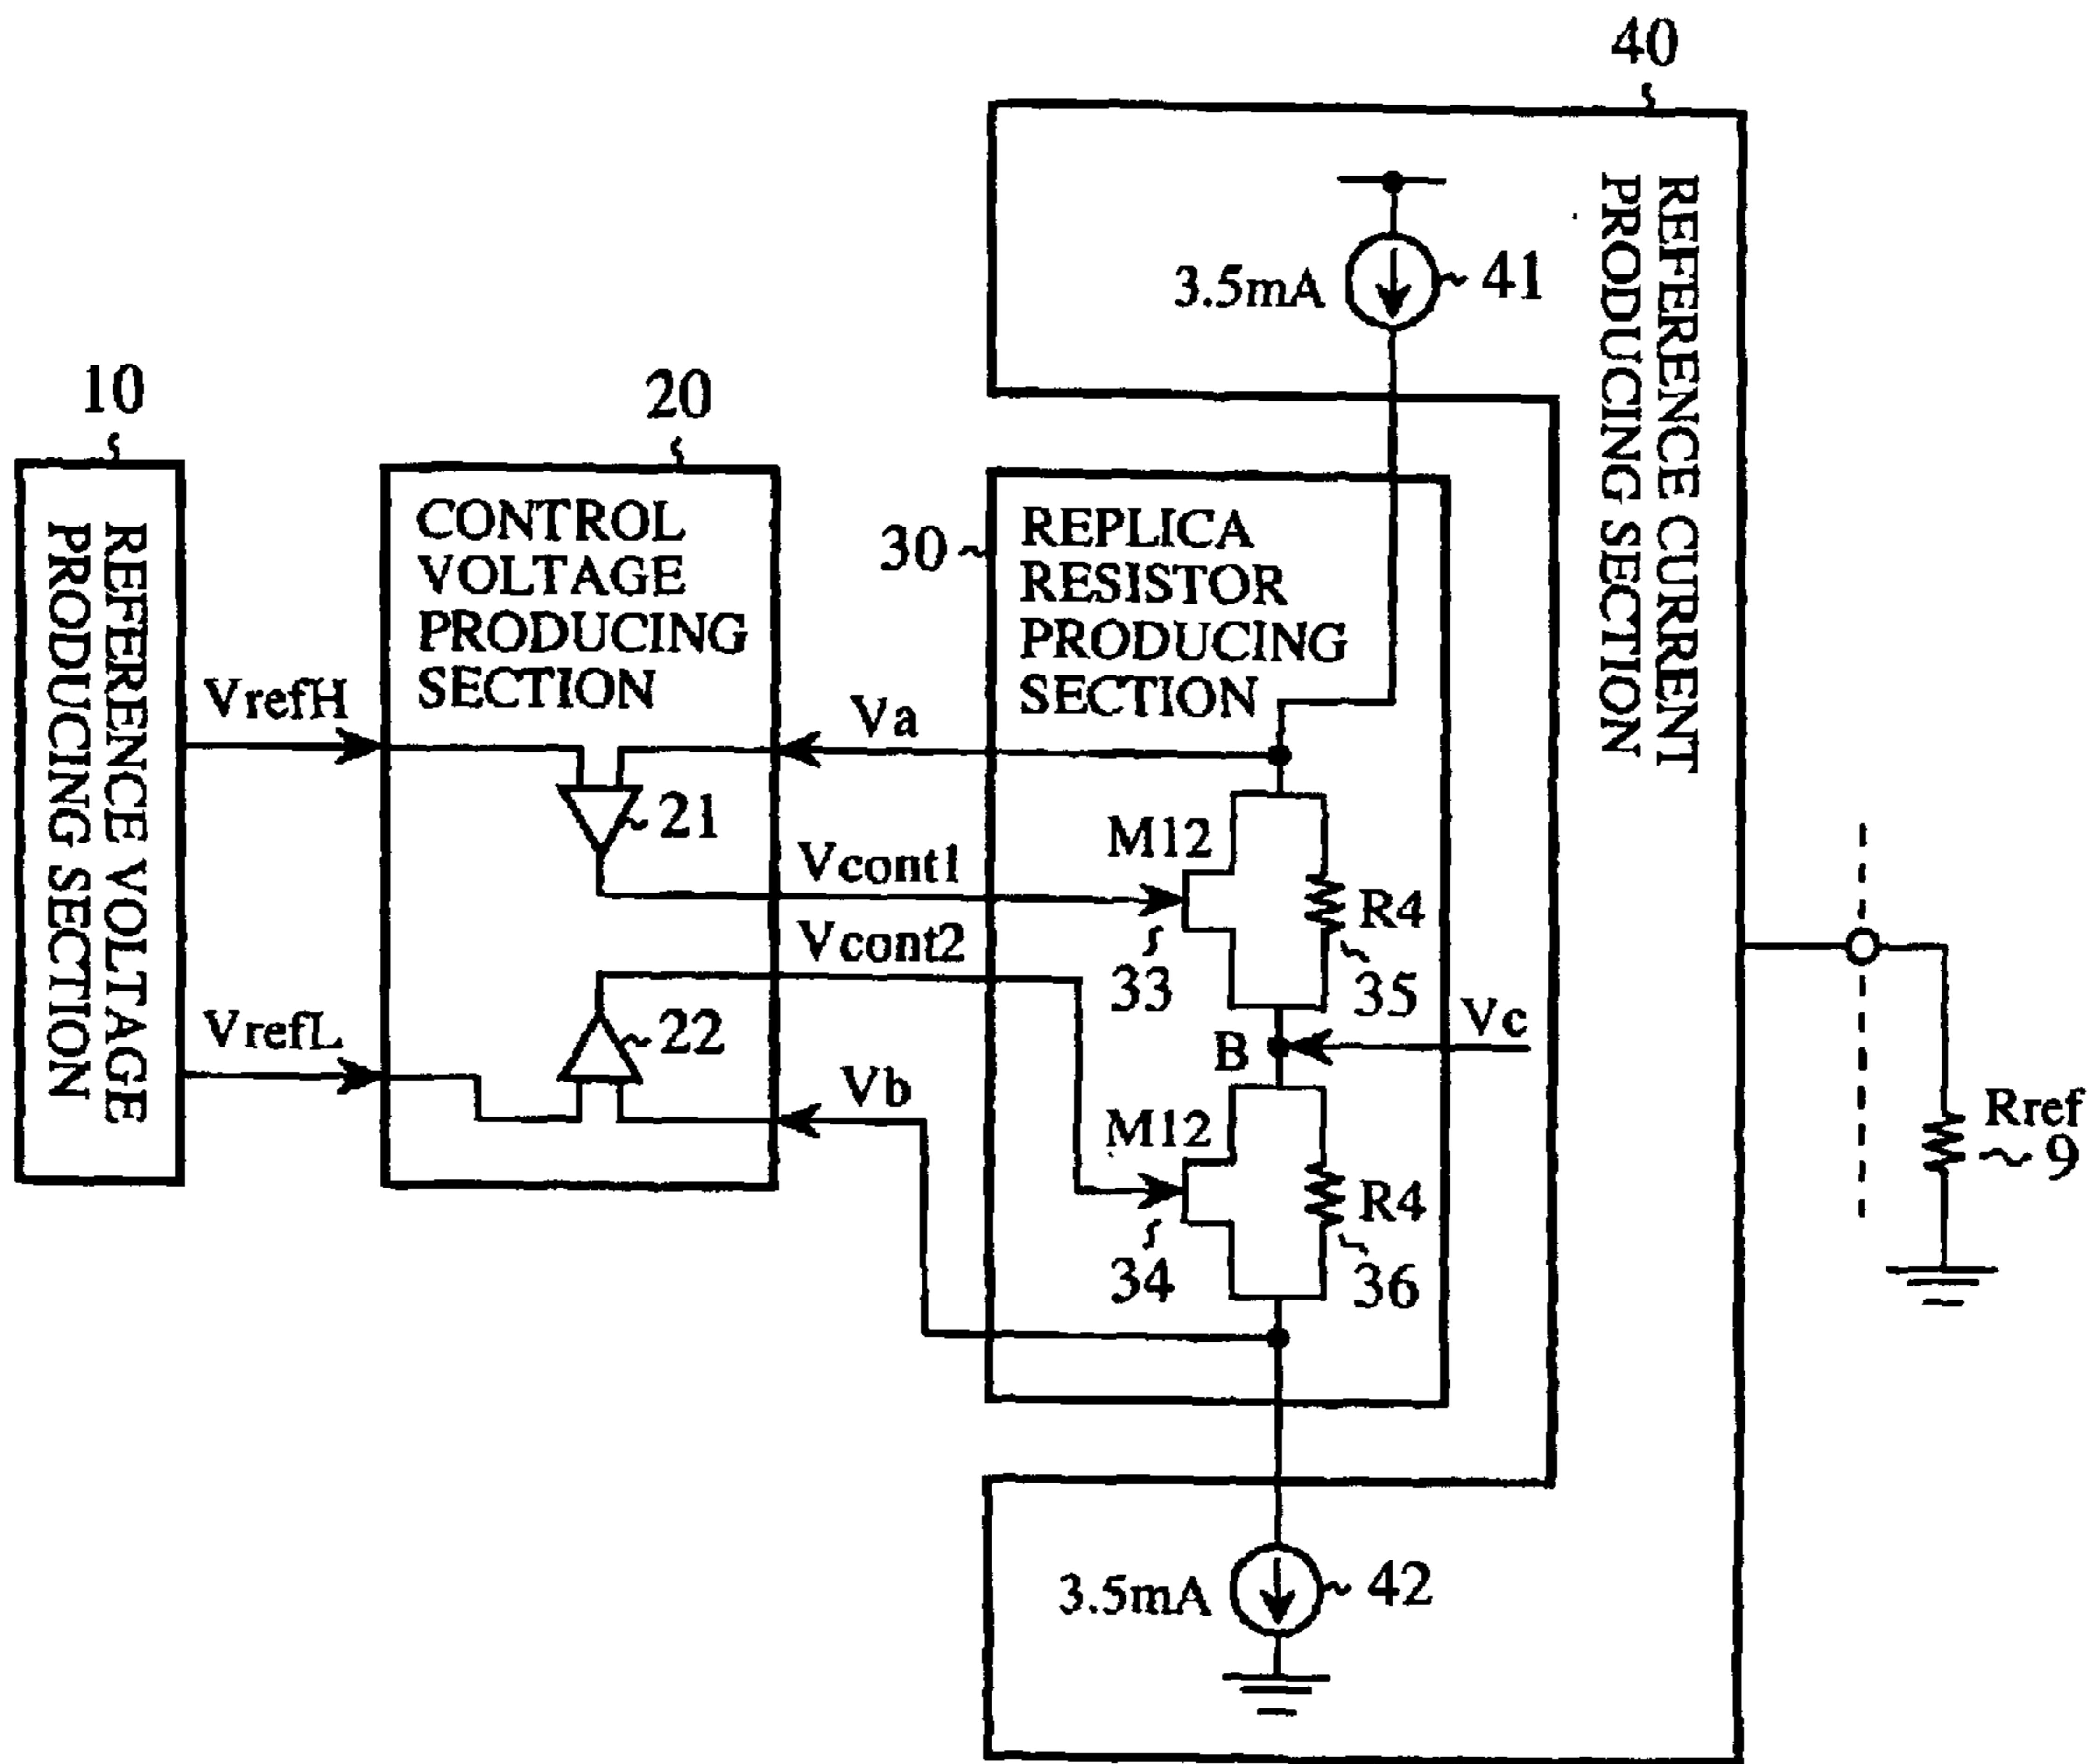 40
REFERENCE CURRENT
PRODUCING SECTION
3.5mA
41
10
20
REFERENCE VOLTAGE
PRODUCING SECTION
CONTROL
VOLTAGE
PRODUCING
SECTION
30
REPLICA
RESISTOR
PRODUCING
SECTION
VrefH
Va
21
M12
Vcont1
R4
Vcont2
33
35
VrefL
22
B
Vc
Vb
M12
Rref
9
R4
34
36
3.5mA
42